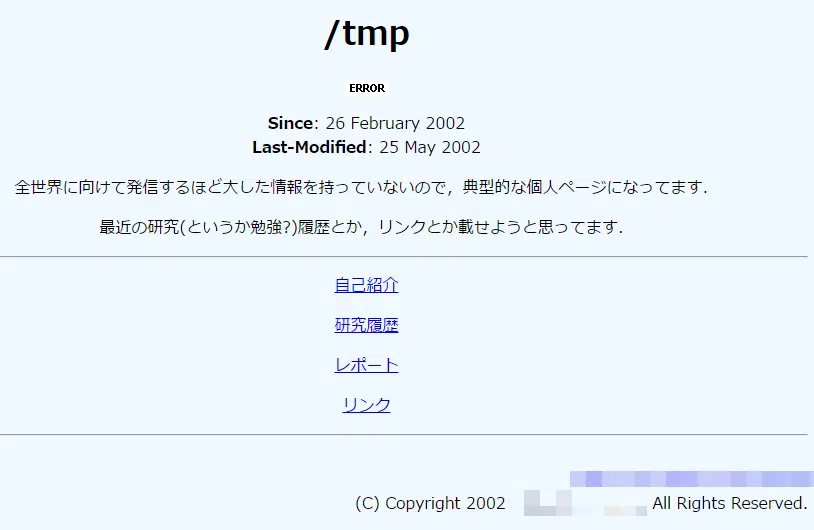 /tmp
ERROR
Since: 26 February 2002
Last-Modified: 25 May 2002
全世界に向けて発信するほど大した情報を持っていないので，典型的な個人ページになってます．
最近の研究(というか勉強?)履歴とか，リンクとか載せようと思ってます．
自己紹介
研究履歴
レポート
リンク
(C) Copyright 2002 All Rights Reserved.